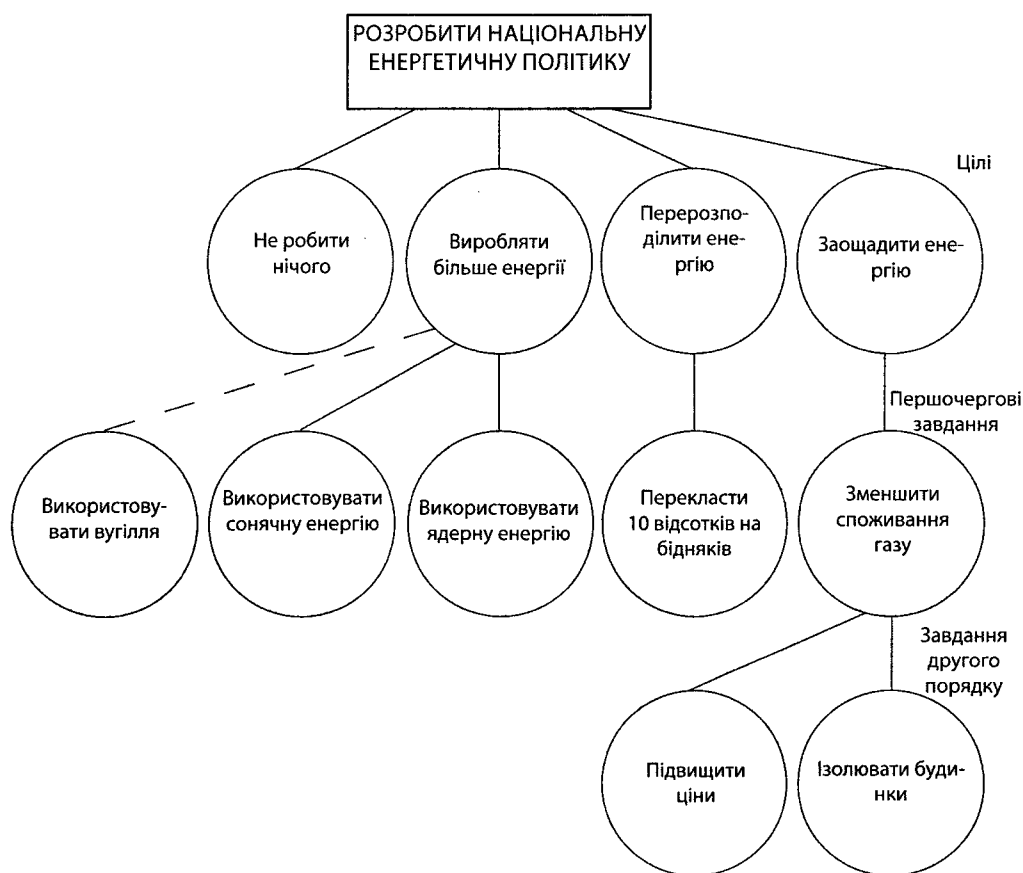 РОЗРОБИТИ НАЦІОНАЛЬНУ
ЕНЕРГЕТИЧНУ ПОЛІТИКУ
Цілі
Не робити
нічого
Виробляти
більше енергії
Перерозпо-
ділити ене-
ргію
Заощадити ене-
ргію
Першочергові
завдання
Використову-
вати вугілля
Використовувати
сонячну енергію
Використовувати
ядерну енергію
Перекласти
10 відсотків на
бідняків
Зменшити
споживання
газу
Завдання
другого
порядку
Підвищити
ціни
Ізолювати буди-
нки